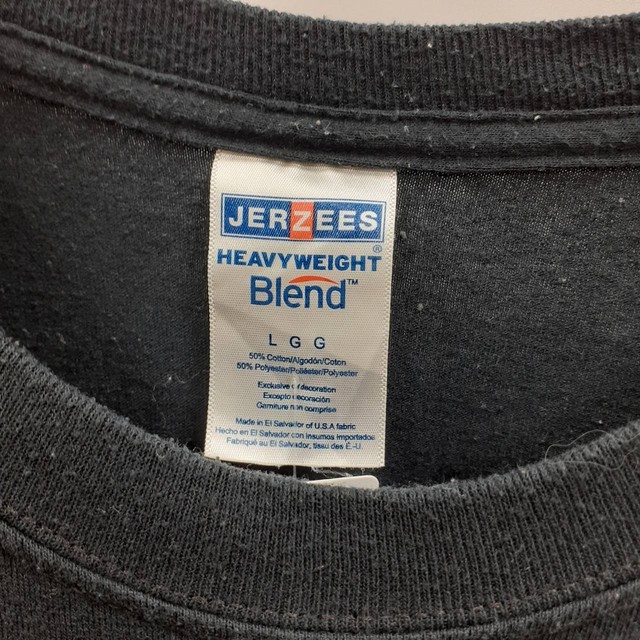 JERZEES
®
HEAVYWEIGHT
Blend™
L G G
50% Cotton/Algodón/Coton
50% Polyester/Poliéster/Polyester
Exclusive of decoration
Excepto decoración
Garniture non comprise
Made in El Salvador of U.S.A fabric
Hecho en El Salvador con insumos importados
Fabriqué au El Salvador, tissu des É.-U.